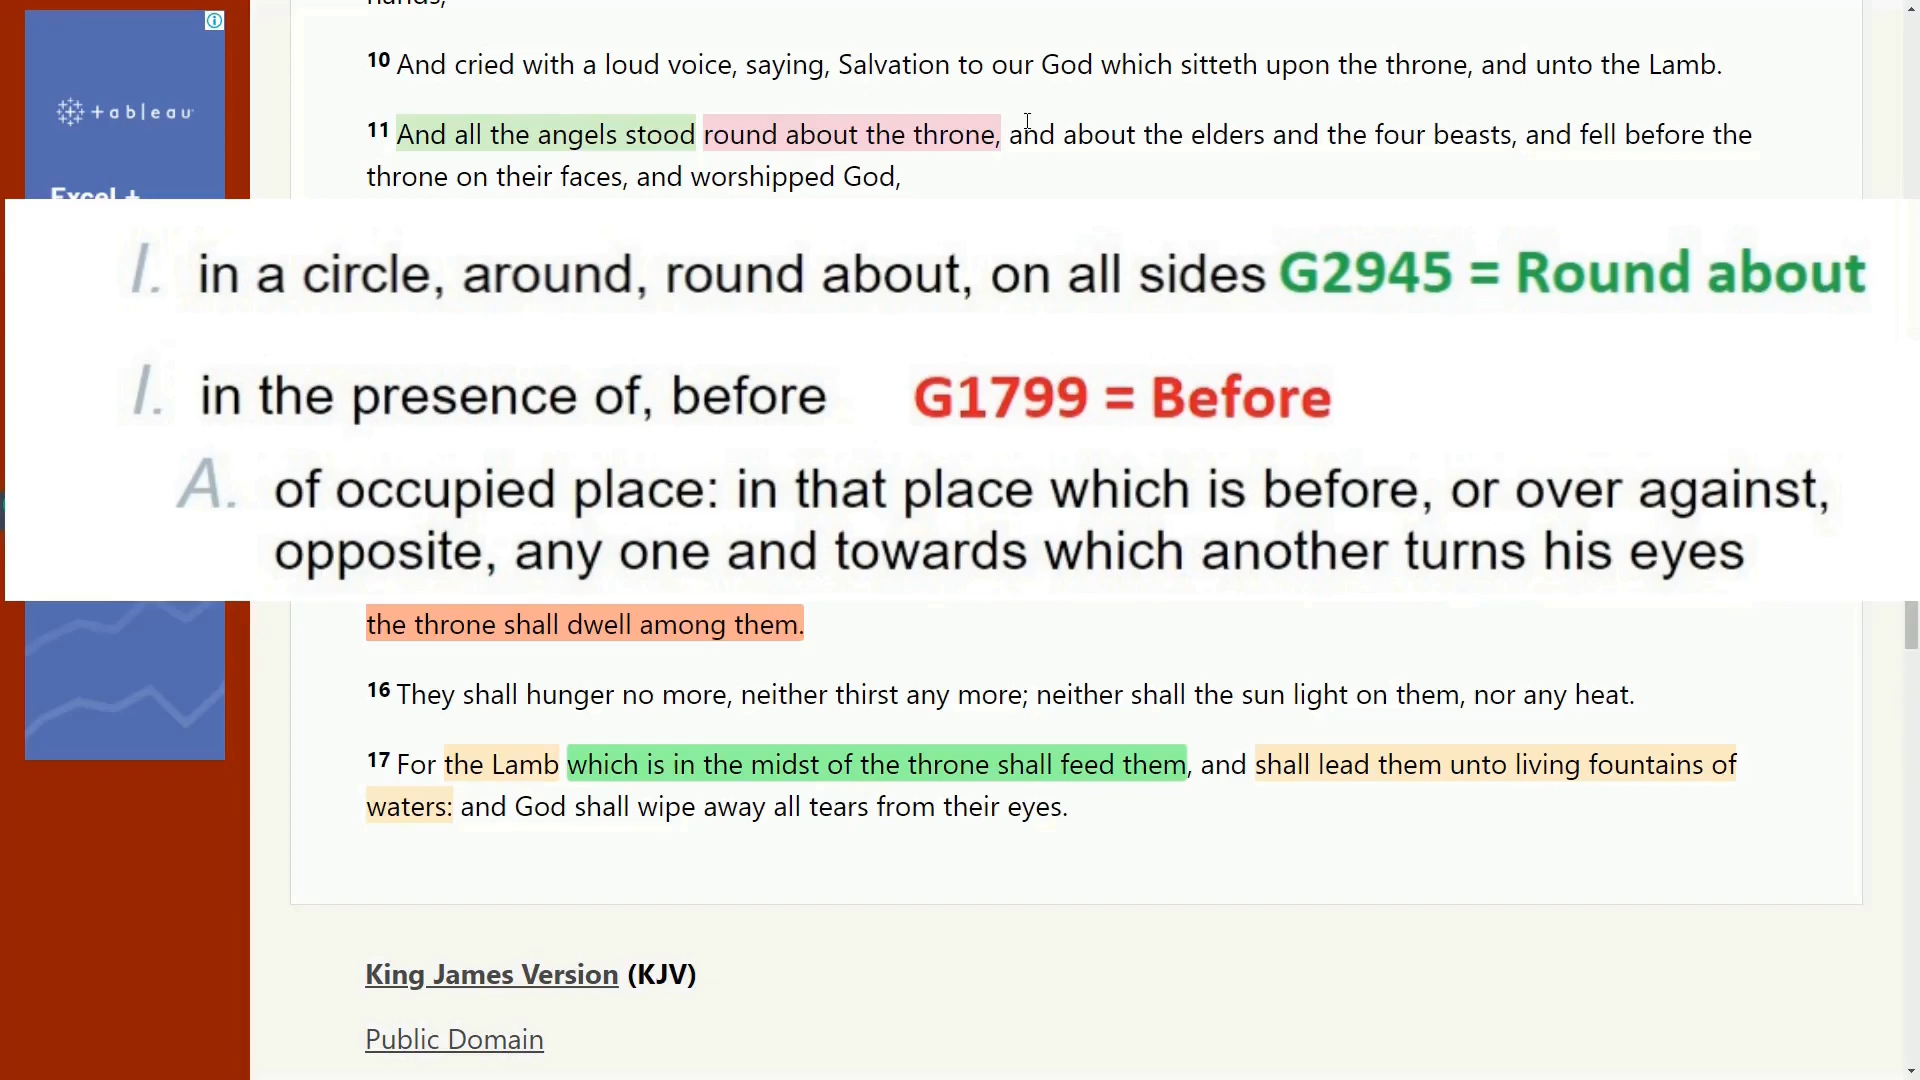 hands,
10 And cried with a loud voice, saying, Salvation to our God which sitteth upon the throne, and unto the Lamb.
11 And all the angels stood round about the throne, and about the elders and the four beasts, and fell before the
throne on their faces, and worshipped God,
+ableau
Excel +
I. in a circle, around, round about, on all sides G2945 = Round about
I. in the presence of, before G1799 = Before
A. of occupied place: in that place which is before, or over against,
opposite, any one and towards which another turns his eyes
the throne shall dwell among them.
16 They shall hunger no more, neither thirst any more; neither shall the sun light on them, nor any heat.
17 For the Lamb which is in the midst of the throne shall feed them, and shall lead them unto living fountains of
waters: and God shall wipe away all tears from their eyes.
King James Version (KJV)
Public Domain